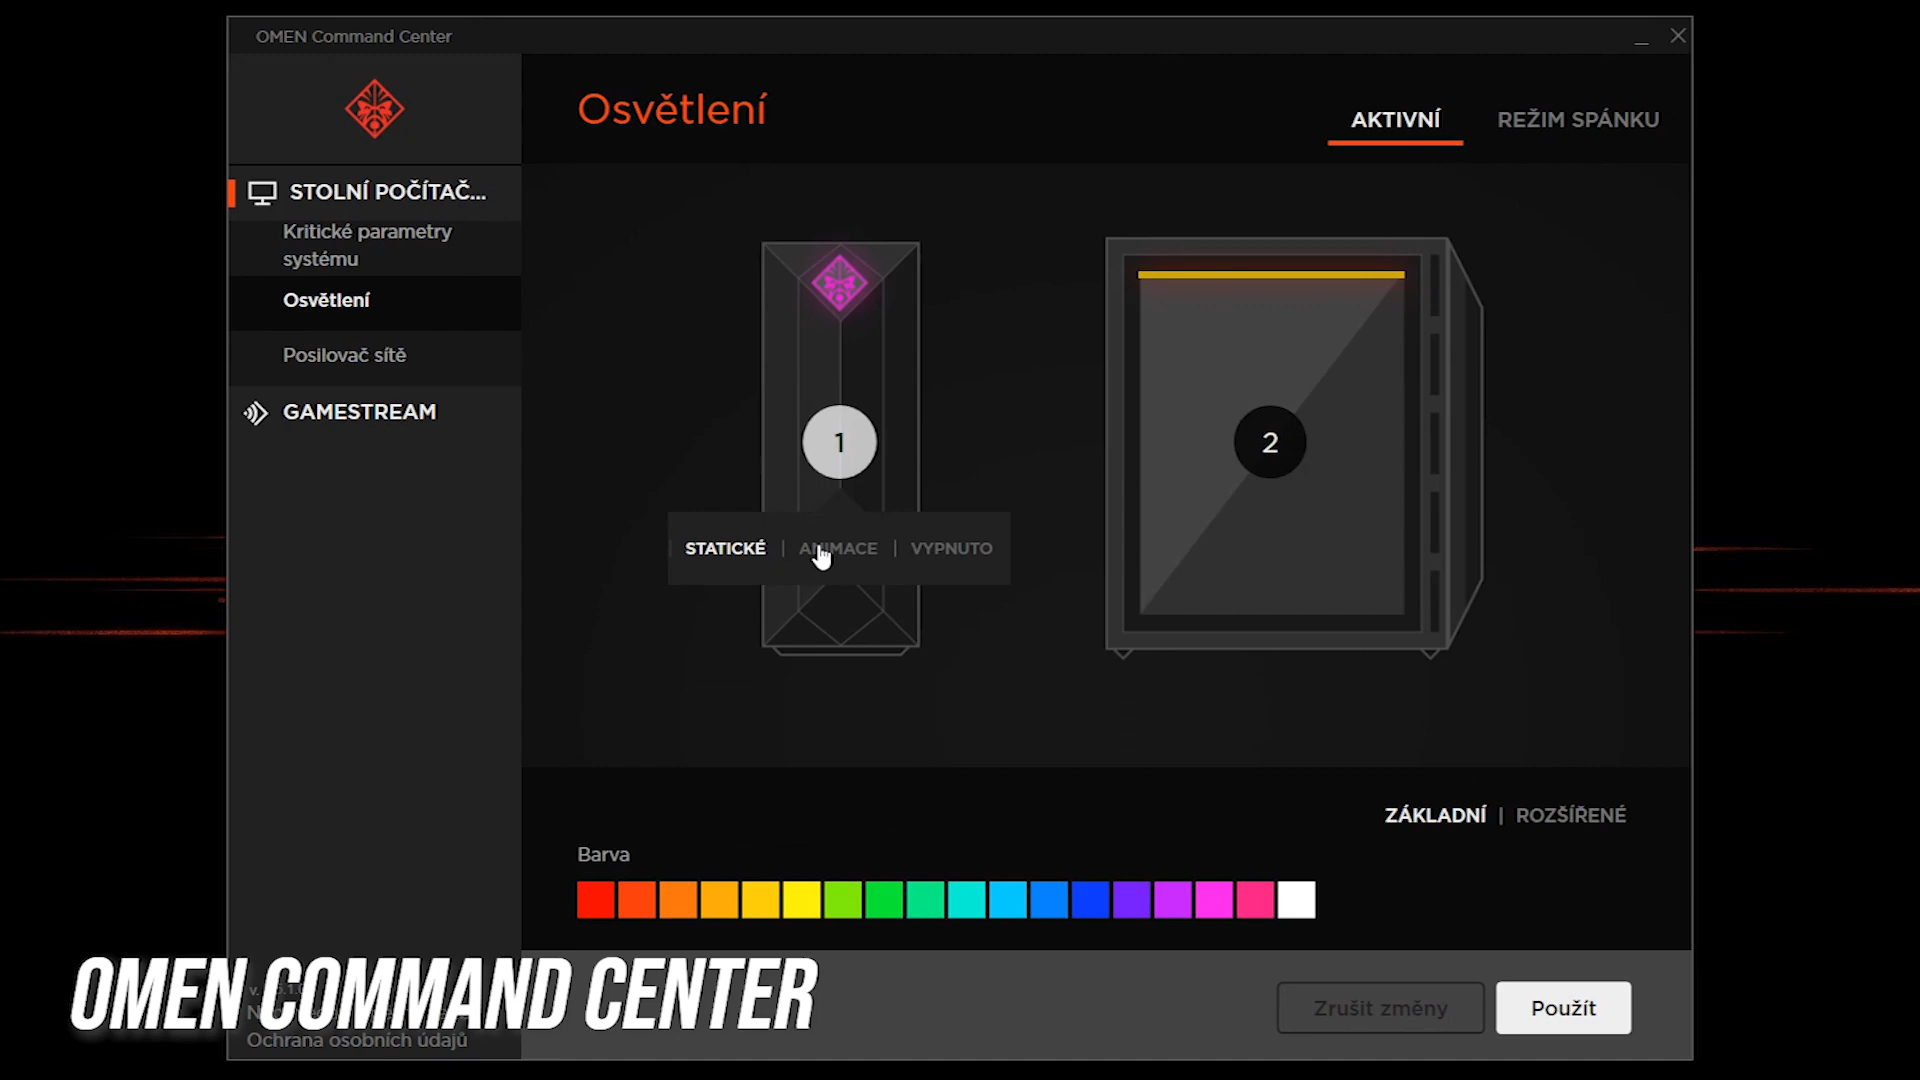 OMEN Command Center
Osvětlení
AKTIVNÍ
REŽIM SPÁNKU
STOLNÍ POČÍTAČ...
Kritické parametry
systému
Osvětlení
Posilovač sítě
GAMESTREAM
1
2
STATICKÉ | ANIMACE | VYPNUTO
ZÁKLADNÍ | ROZŠÍŘENÉ
Barva
OMEN COMMAND CENTER
Ochrana osobních údajů
Zrušit změny
Použít